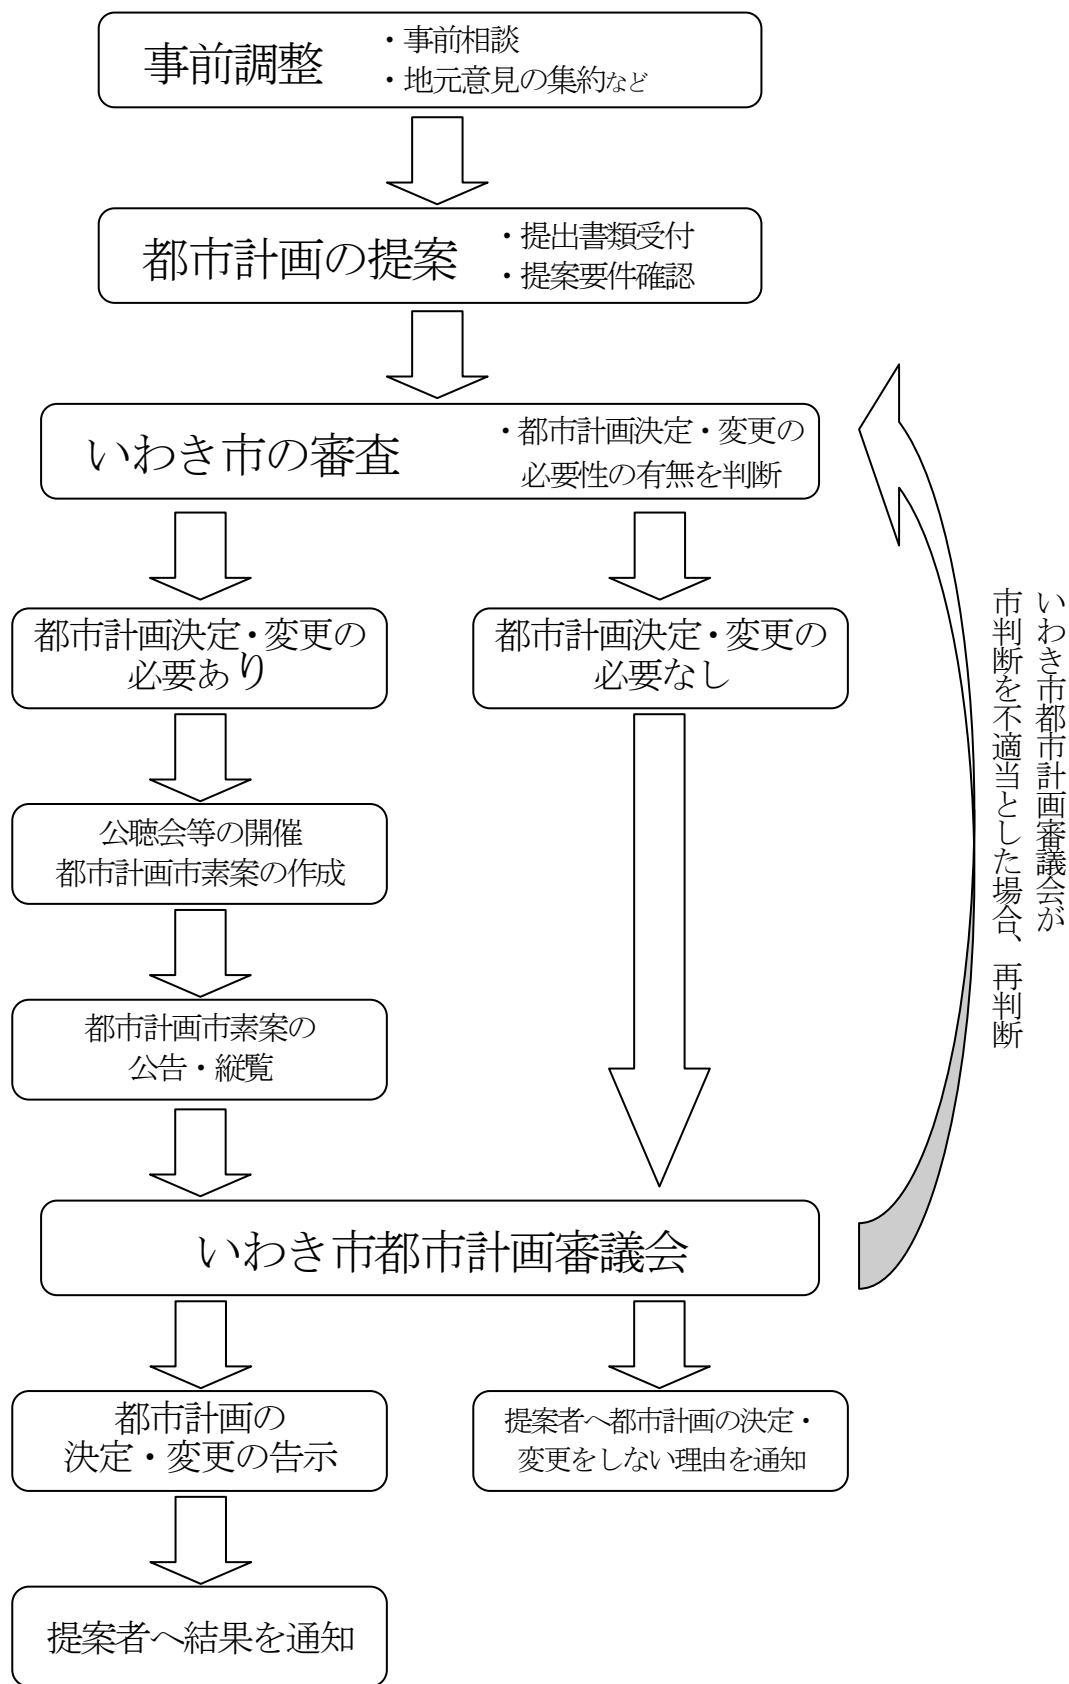 事前調整
・事前相談
・地元意見の集約など
都市計画の提案
・提出書類受付
・提案要件確認
いわき市の審査
・都市計画決定・変更の
必要性の有無を判断
都市計画決定・変更の
必要あり
都市計画決定・変更の
必要なし
公聴会等の開催
都市計画市素案の作成
都市計画市素案の
公告・縦覧
いわき市都市計画審議会が
市判断を不適当とした場合、再判断
いわき市都市計画審議会
都市計画の
決定・変更の告示
提案者へ都市計画の決定・
変更をしない理由を通知
提案者へ結果を通知